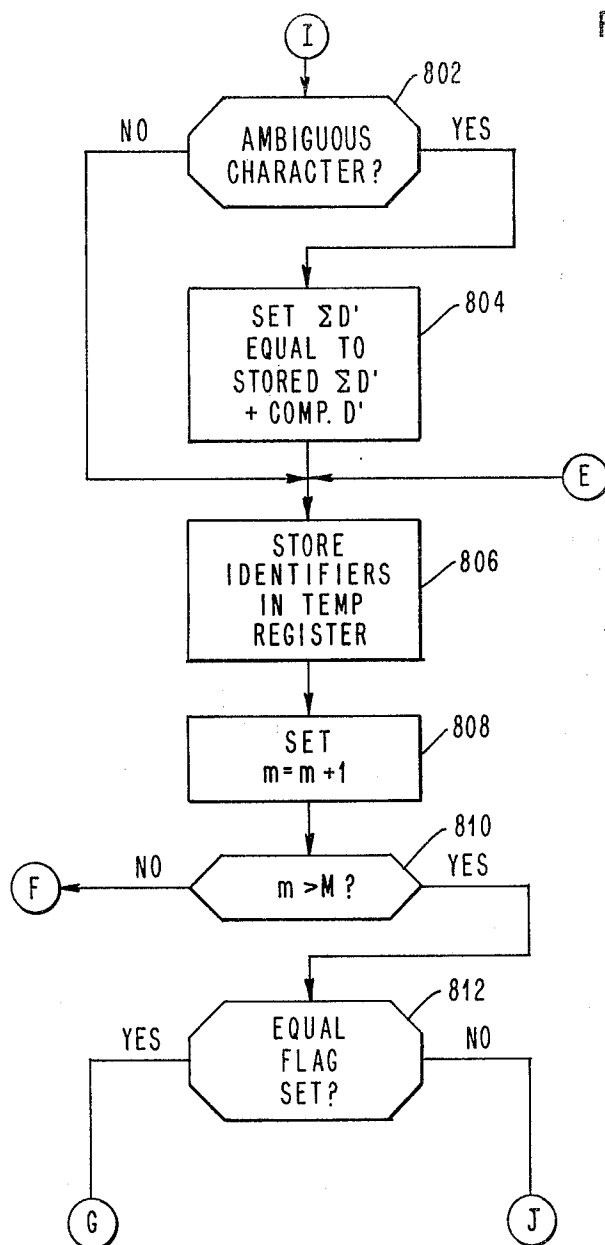 I
802
NO
YES
AMBIGUOUS
CHARACTER?
804
SET ΣD'
EQUAL TO
STORED ΣD'
+ COMP. D'
E
STORE
IDENTIFIERS
IN TEMP
REGISTER
806
SET
m=m+1
808
810
NO
YES
F
m>M?
812
YES
NO
EQUAL
FLAG
SET?
G
J